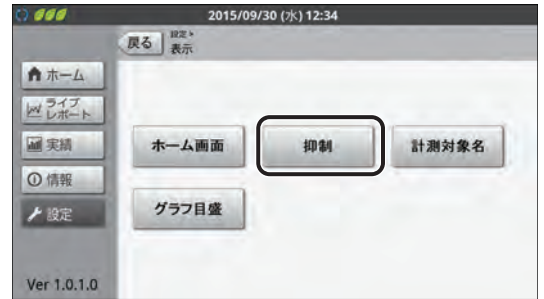 2015/09/30 (水) 12:34
戻る
設定>
表示
ホーム
ライブ
レポート
実績
情報
設定
ホーム画面
抑制
計測対象名
グラフ目盛
Ver 1.0.1.0